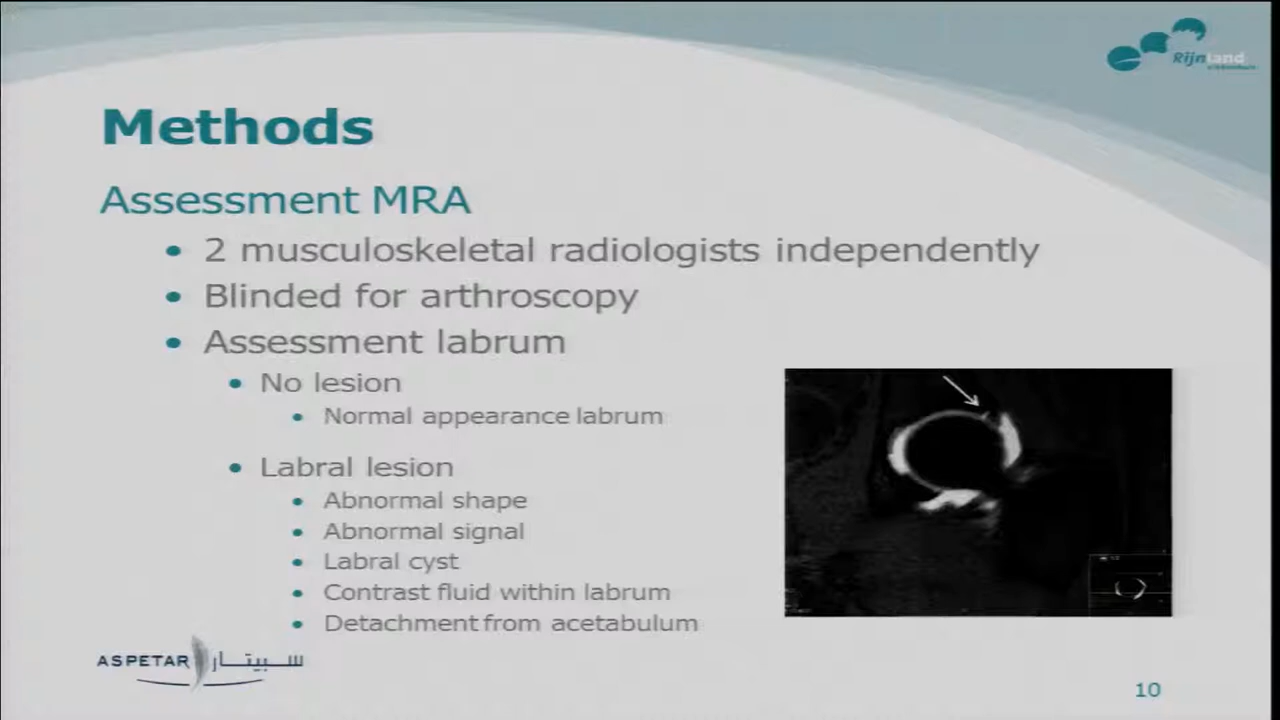 Rijnland
Methods
Assessment MRA
2 musculoskeletal radiologists independently
Blinded for arthroscopy
Assessment labrum
No lesion
Normal appearance labrum
Labral lesion
Abnormal shape
Abnormal signal
Labral cyst
Contrast fluid within labrum
Detachment from acetabulum
ASPETAR سبيتار
10